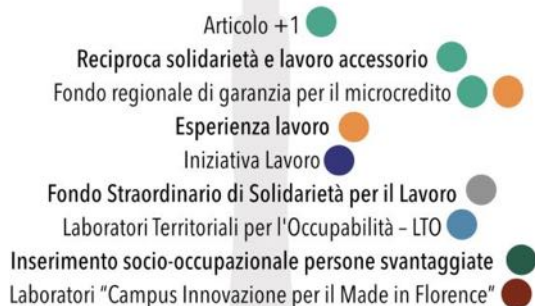 Articolo +1
Reciproca solidarietà e lavoro accessorio
Fondo regionale di garanzia per il microcredito
Esperienza lavoro
Iniziativa Lavoro
Fondo Straordinario di Solidarietà per il Lavoro
Laboratori Territoriali per l'Occupabilità – LTO
Inserimento socio-occupazionale persone svantaggiate
Laboratori “Campus Innovazione per il Made in Florence”